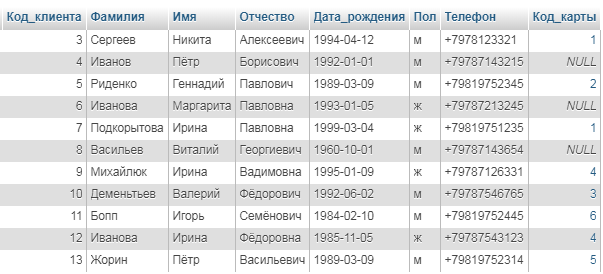 Код_клиента Фамилия Имя Отчество Дата_рождения Пол Телефон Код_карты
3 Сергеев Никита Алексеевич 1994-04-12 м +7978123321 1
4 Иванов Пётр Борисович 1992-01-01 м +79787143215 NULL
5 Риденко Геннадий Павлович 1989-03-09 м +79819752345 2
6 Иванова Маргарита Павловна 1993-01-05 ж +79787213245 NULL
7 Подкорытова Ирина Павловна 1999-03-04 ж +79819751235 1
8 Васильев Виталий Георгиевич 1960-10-01 м +79787143654 NULL
9 Михайлюк Ирина Вадимовна 1995-01-09 ж +79787126331 4
10 Дементьтев Валерий Фёдорович 1992-06-02 м +79787546765 3
11 Бопп Игорь Семёнович 1984-02-10 м +79819752445 6
12 Иванова Ирина Фёдоровна 1985-11-05 ж +79787543123 4
13 Жорин Пётр Васильевич 1989-03-09 м +79819752314 5